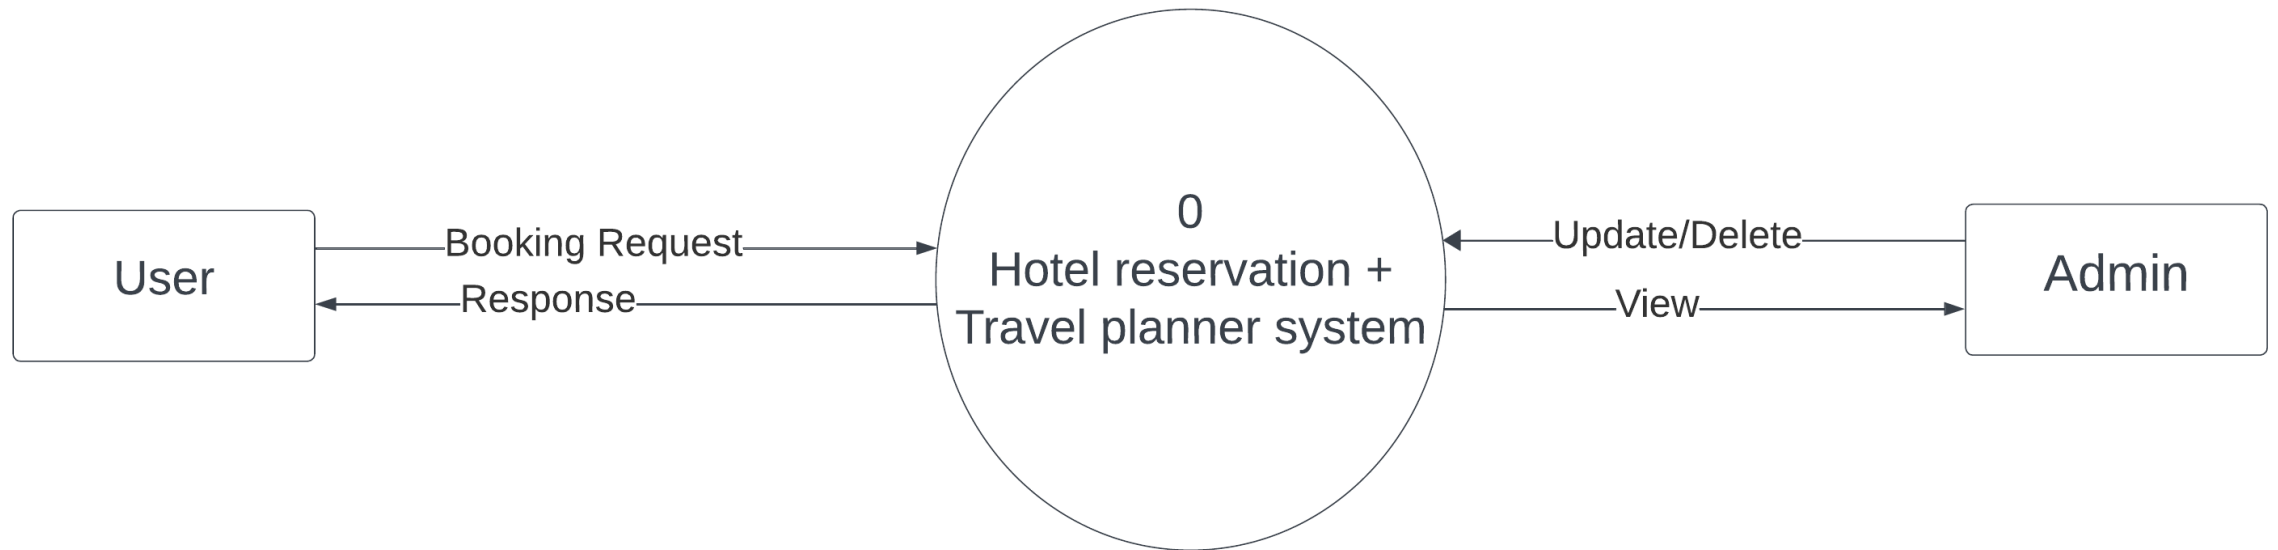 User
Booking Request
Response
0
Hotel reservation +
Travel planner system
Update/Delete
View
Admin